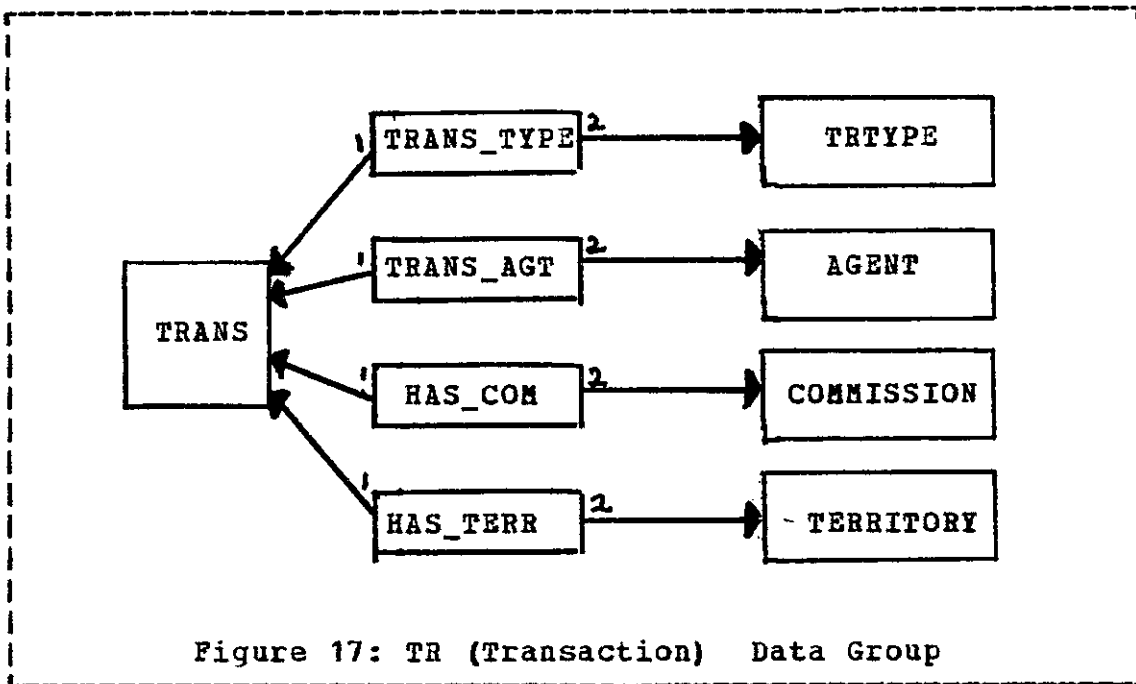 1 TRANS_TYPE 2 TRTYPE
1 TRANS_AGT 2 AGENT
TRANS
1 HAS_COM 2 COMMISSION
1 HAS_TERR 2 TERRITORY
Figure 17: TR (Transaction) Data Group